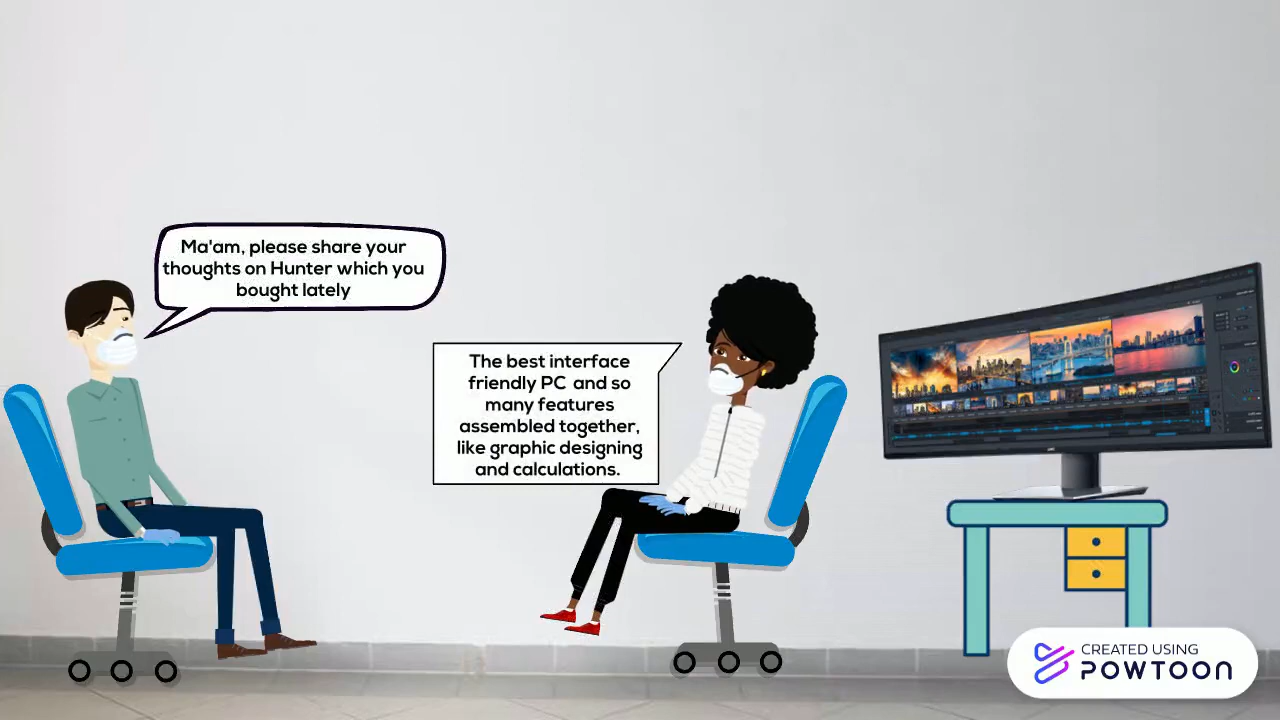 Ma'am, please share your
thoughts on Hunter which you
bought lately
The best interface
friendly PC and so
many features
assembled together,
like graphic designing
and calculations.
CREATED USING
POWTOON